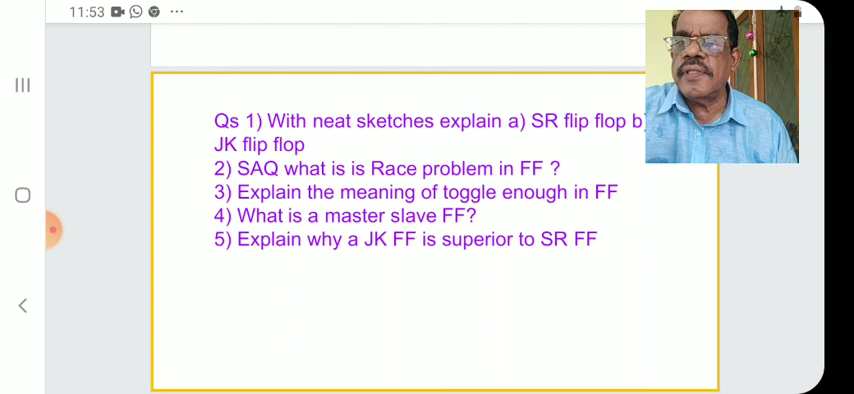 11:53
Qs 1) With neat sketches explain a) SR flip flop b)
JK flip flop
2) SAQ what is is Race problem in FF ?
3) Explain the meaning of toggle enough in FF
4) What is a master slave FF?
5) Explain why a JK FF is superior to SR FF